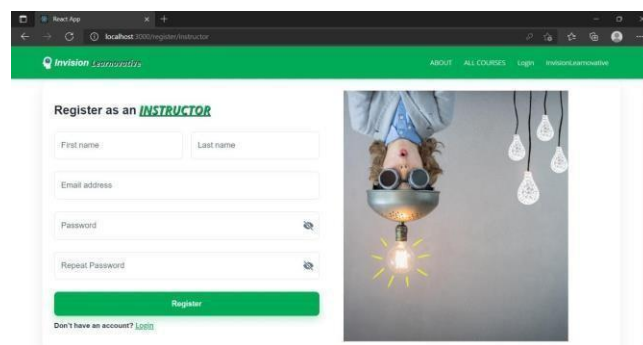 React App
localhost:3000/register/instructor
Invision Learnovative
ABOUT ALL COURSES Login InvisionLearnovative
Register as an INSTRUCTOR
First name Last name
Email address
Password
Repeat Password
Register
Don't have an account? Login